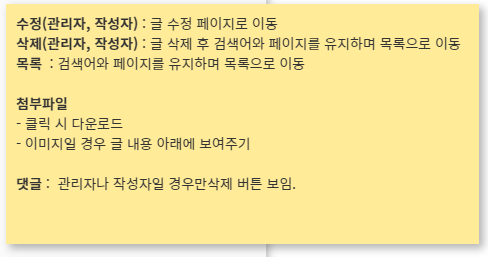 수정(관리자, 작성자) : 글 수정 페이지로 이동
삭제(관리자, 작성자) : 글 삭제 후 검색어와 페이지를 유지하며 목록으로 이동
목록 : 검색어와 페이지를 유지하며 목록으로 이동
첨부파일
- 클릭 시 다운로드
- 이미지일 경우 글 내용 아래에 보여주기
댓글 : 관리자나 작성자일 경우만삭제 버튼 보임.